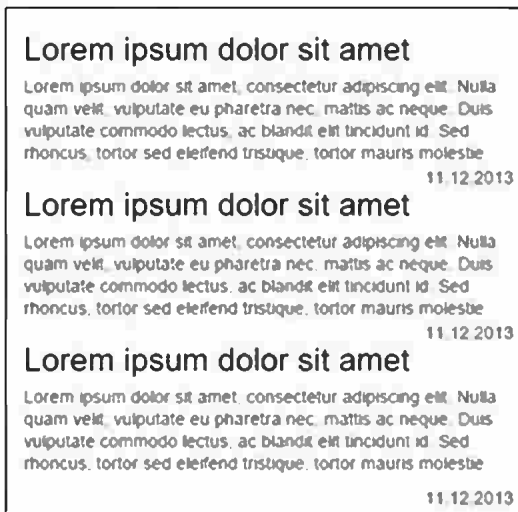 Lorem ipsum dolor sit amet
Lorem ipsum dolor sit amet, consectetur adipiscing elit. Nulla
quam velit, vulputate eu pharetra nec, mattis ac neque. Duis
vulputate commodo lectus, ac blandit elit tincidunt id. Sed
rhoncus, tortor sed eleifend tristique, tortor mauris molestie
11.12.2013
Lorem ipsum dolor sit amet
Lorem ipsum dolor sit amet, consectetur adipiscing elit. Nulla
quam velit, vulputate eu pharetra nec, mattis ac neque. Duis
vulputate commodo lectus, ac blandit elit tincidunt id. Sed
rhoncus, tortor sed eleifend tristique, tortor mauris molestie
11.12.2013
Lorem ipsum dolor sit amet
Lorem ipsum dolor sit amet, consectetur adipiscing elit. Nulla
quam velit, vulputate eu pharetra nec, mattis ac neque. Duis
vulputate commodo lectus, ac blandit elit tincidunt id. Sed
rhoncus, tortor sed eleifend tristique, tortor mauris molestie
11.12.2013